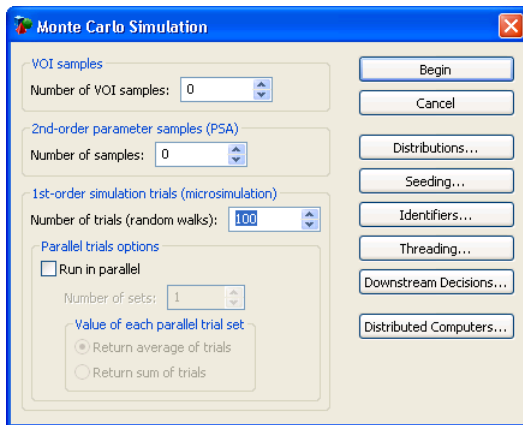 Monte Carlo Simulation
VOI samples
Number of VOI samples: 0
2nd-order parameter samples (PSA)
Number of samples: 0
1st-order simulation trials (microsimulation)
Number of trials (random walks): 100
Parallel trials options
Run in parallel
Number of sets: 1
Value of each parallel trial set
Return average of trials
Return sum of trials
Begin
Cancel
Distributions...
Seeding...
Identifiers...
Threading...
Downstream Decisions...
Distributed Computers...